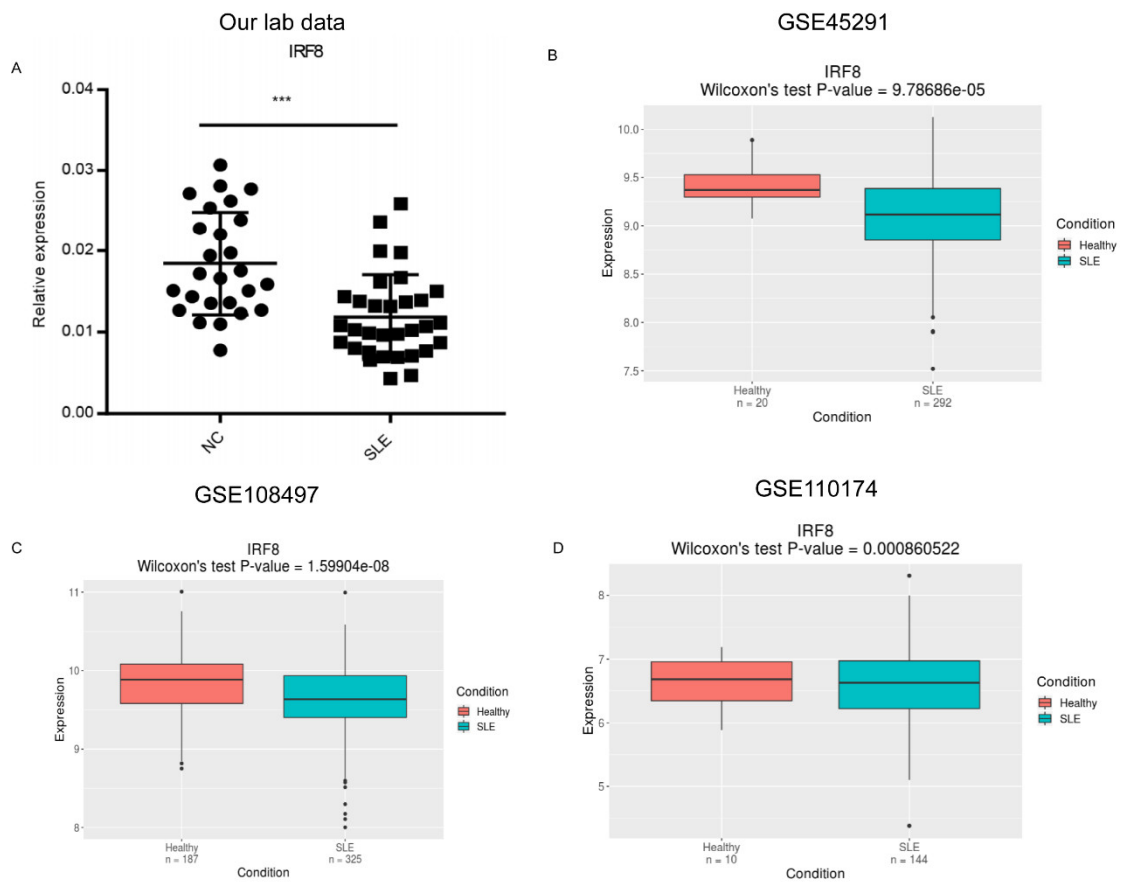 Our lab data
IRF8
A
***
Relative expression
0.04
0.03
0.02
0.01
0.00
NC
SLE
GSE45291
B
IRF8
Wilcoxon's test P-value = 9.78686e-05
Expression
10.0
9.5
9.0
8.5
8.0
7.5
Healthy
n = 20
SLE
n = 292
Condition
Condition
Healthy
SLE
GSE108497
C
IRF8
Wilcoxon's test P-value = 1.59904e-08
Expression
11
10
9
8
Healthy
n = 187
SLE
n = 325
Condition
Condition
Healthy
SLE
GSE110174
D
IRF8
Wilcoxon's test P-value = 0.000860522
Expression
8
7
6
5
Healthy
n = 10
SLE
n = 144
Condition
Condition
Healthy
SLE